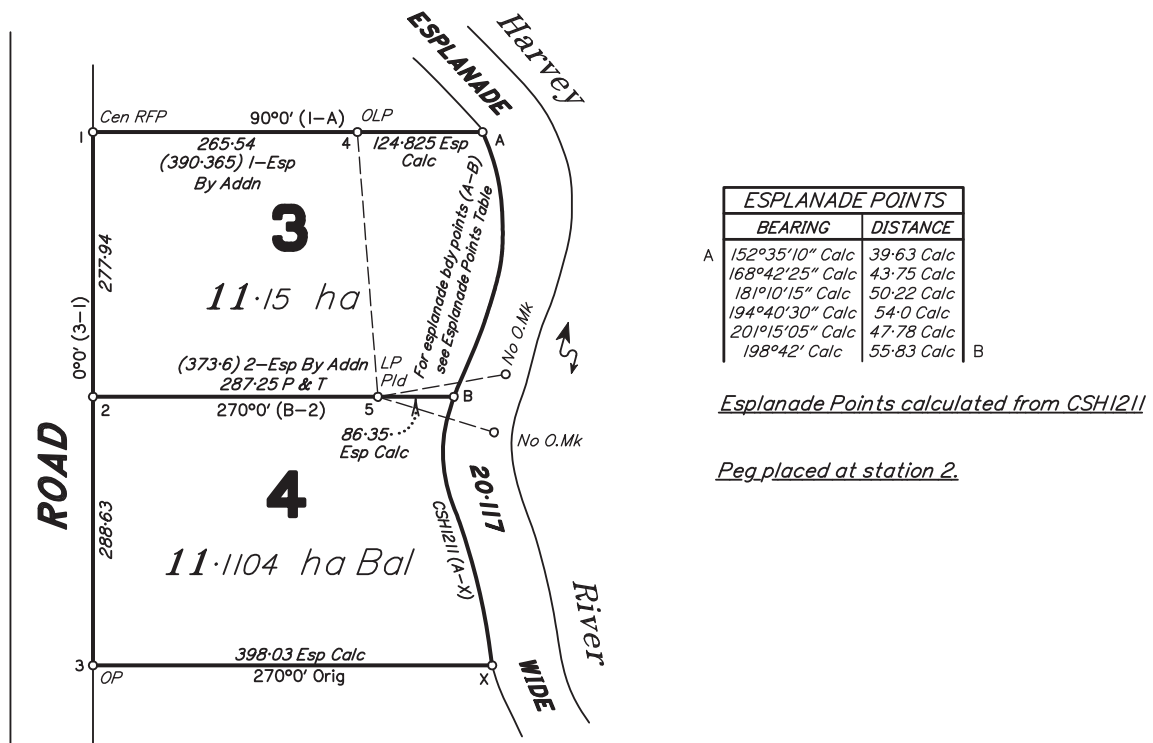 ESPLANADE
Harvey
Cen RFP
90°0' (1-A)
OLP
1
265·54
4
124·825 Esp
Calc
A
(390·365) 1-Esp
By Addn
3
277·94
11·15 ha
For esplanade bdy points (A-B)
see Esplanade Points Table
No O.Mk
0°0' (3-1)
(373·6) 2-Esp By Addn
LP
Pld
287·25 P & T
2
270°0' (B-2)
5
B
86·35
Esp Calc
No O.Mk
ROAD
4
288·63
11·1104 ha Bal
CSH1211 (A-X)
20·117
River
398·03 Esp Calc
3
OP
270°0' Orig
X
WIDE
ESPLANADE POINTS
BEARING DISTANCE
A 152°35'10" Calc 39·63 Calc
168°42'25" Calc 43·75 Calc
181°10'15" Calc 50·22 Calc
194°40'30" Calc 54·0 Calc
201°15'05" Calc 47·78 Calc
198°42' Calc 55·83 Calc B
Esplanade Points calculated from CSH1211
Peg placed at station 2.